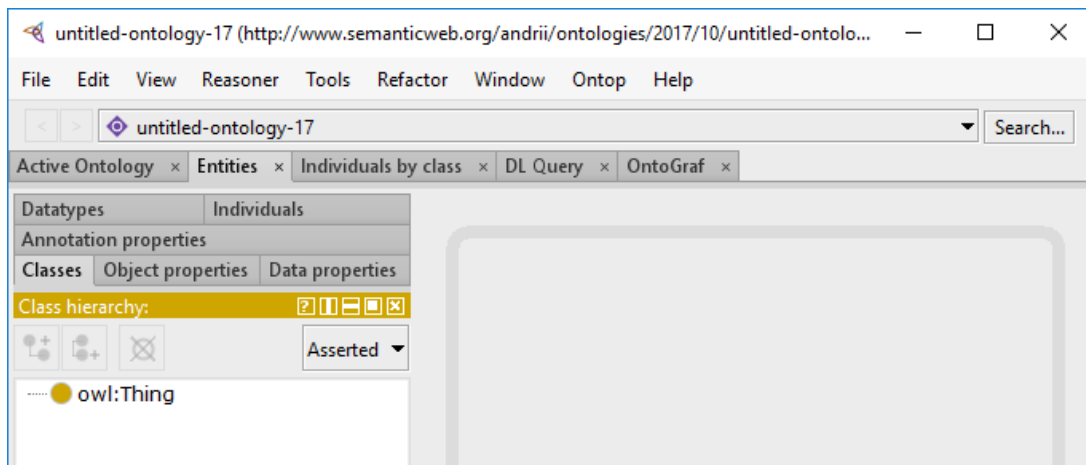 untitled-ontology-17 (http://www.semanticweb.org/andrii/ontologies/2017/10/untitled-ontolo...
File Edit View Reasoner Tools Refactor Window Ontop Help
< > untitled-ontology-17 Search...
Active Ontology × Entities × Individuals by class × DL Query × OntoGraf ×
Datatypes Individuals
Annotation properties
Classes Object properties Data properties
Class hierarchy: ?
Asserted
owl:Thing